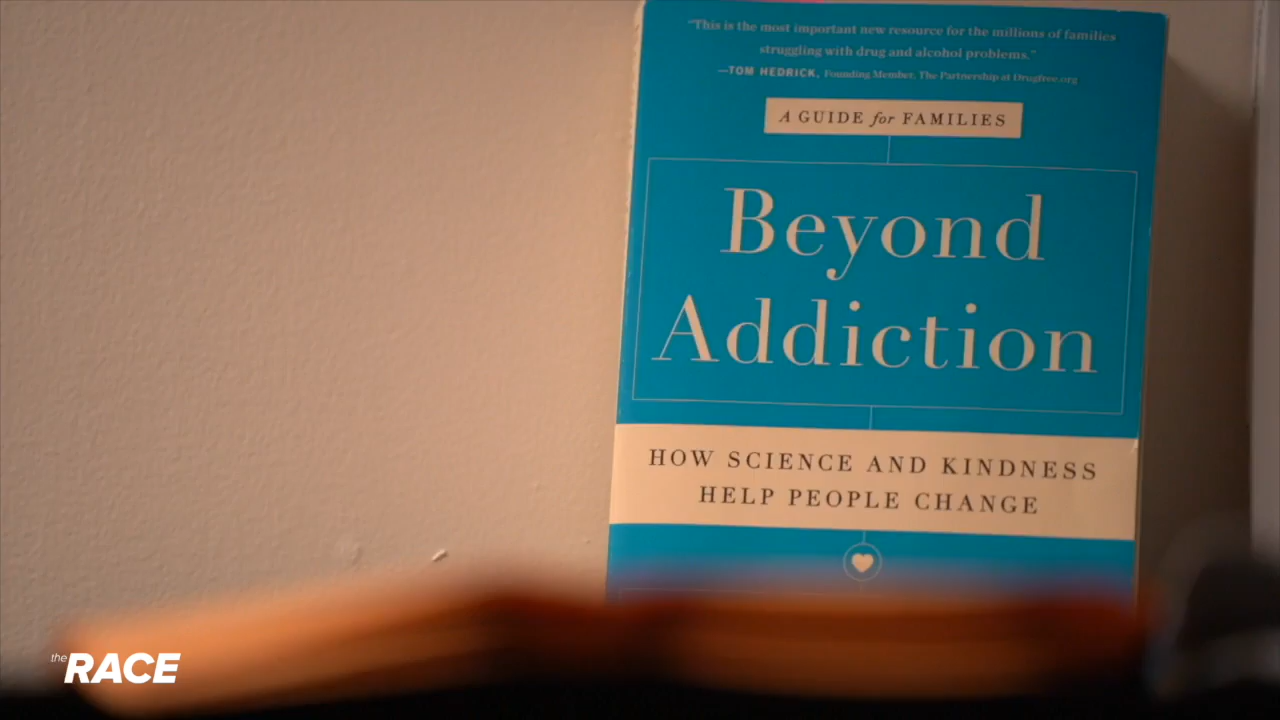 "This is the most important new resource for the millions of families
struggling with drug and alcohol problems."
—TOM HEDRICK, Founding Member, The Partnership at Drugfree.org
A GUIDE for FAMILIES
Beyond
Addiction
HOW SCIENCE AND KINDNESS
HELP PEOPLE CHANGE
the RACE